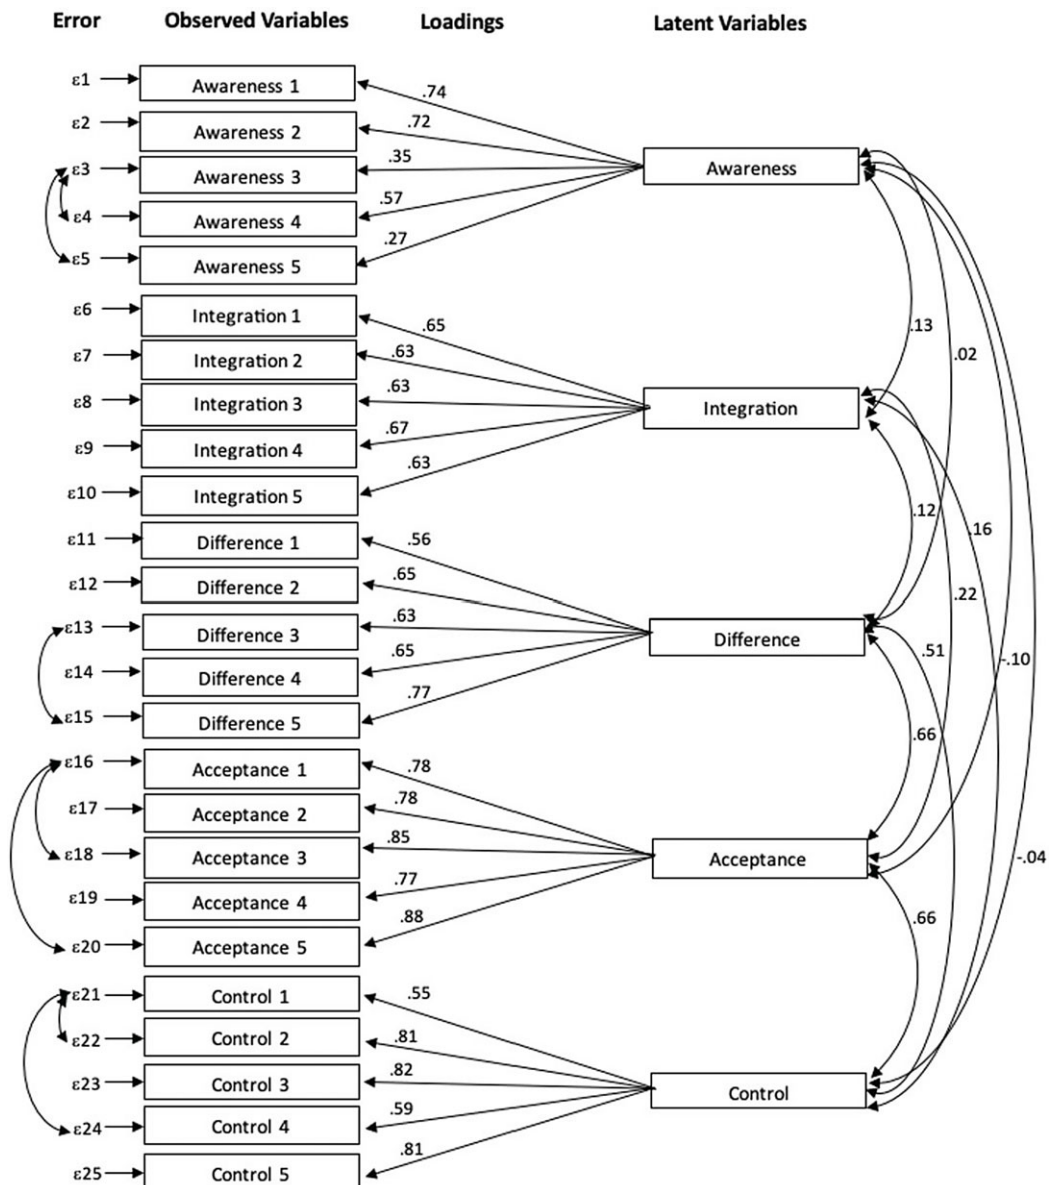 Error Observed Variables Loadings Latent Variables
ε1 Awareness 1 .74
ε2 Awareness 2 .72
ε3 Awareness 3 .35 Awareness
ε4 Awareness 4 .57
ε5 Awareness 5 .27
ε6 Integration 1 .65 .13
ε7 Integration 2 .63 .02
ε8 Integration 3 .63 Integration
ε9 Integration 4 .67
ε10 Integration 5 .63 .12
ε11 Difference 1 .56 .16
ε12 Difference 2 .65 .22
ε13 Difference 3 .63 Difference .51
ε14 Difference 4 .65 -.10
ε15 Difference 5 .77 .66
ε16 Acceptance 1 .78
ε17 Acceptance 2 .78
ε18 Acceptance 3 .85 Acceptance -.04
ε19 Acceptance 4 .77
ε20 Acceptance 5 .88 .66
ε21 Control 1 .55
ε22 Control 2 .81
ε23 Control 3 .82 Control
ε24 Control 4 .59
ε25 Control 5 .81